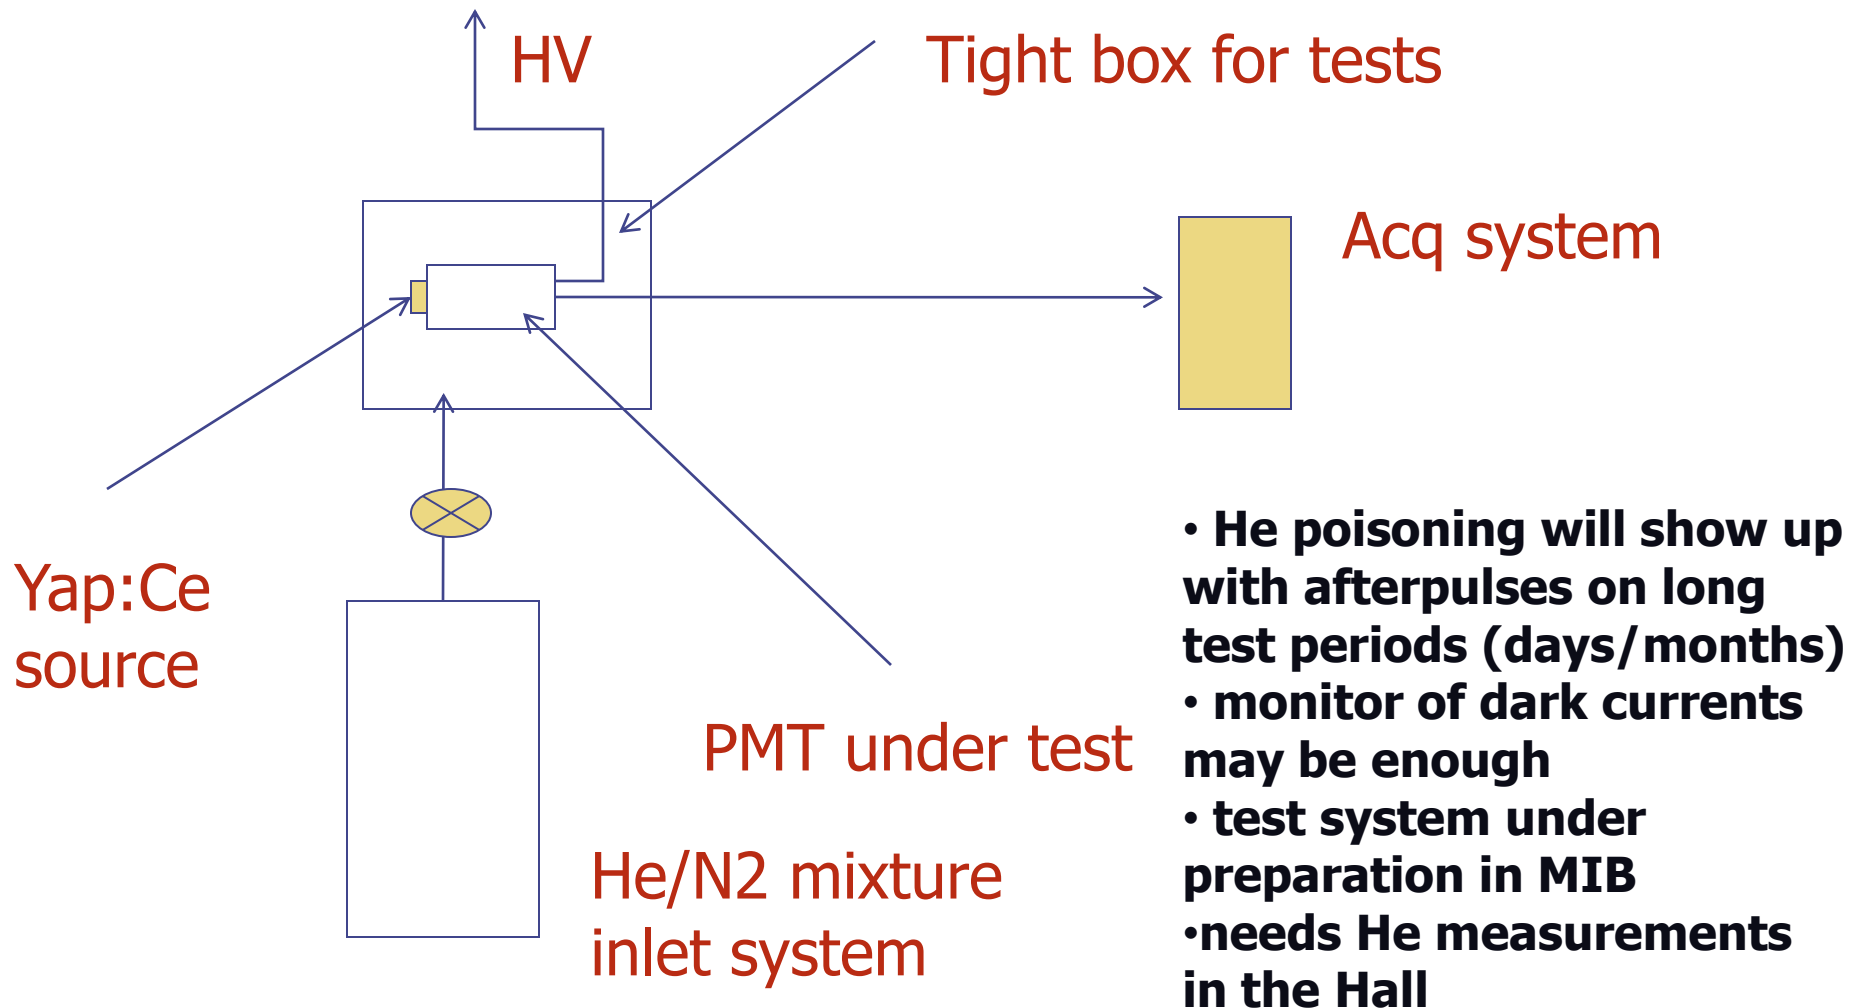 HV
Tight box for tests
Acq system
Yap:Ce
source
PMT under test
He/N2 mixture
inlet system
• He poisoning will show up
with afterpulses on long
test periods (days/months)
• monitor of dark currents
may be enough
• test system under
preparation in MIB
•needs He measurements
in the Hall